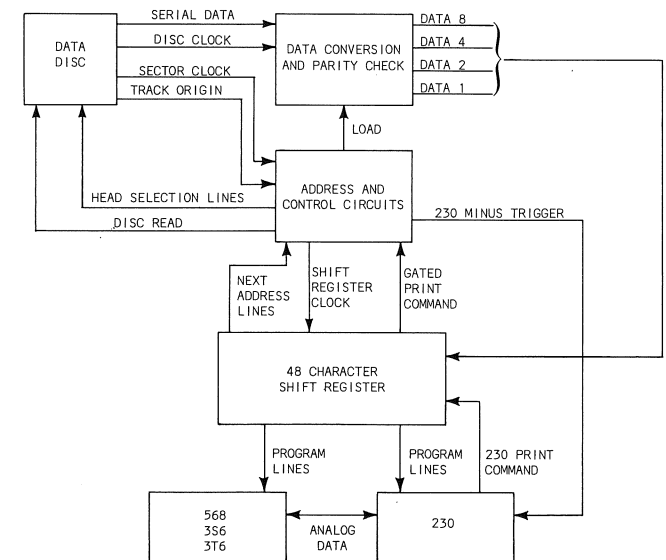 SERIAL DATA
DATA 8
DATA
DISC
DISC CLOCK
DATA CONVERSION
AND PARITY CHECK
DATA 4
SECTOR CLOCK
DATA 2
TRACK ORIGIN
DATA 1
LOAD
HEAD SELECTION LINES
ADDRESS AND
CONTROL CIRCUITS
DISC READ
230 MINUS TRIGGER
NEXT
ADDRESS
LINES
SHIFT
REGISTER
CLOCK
GATED
PRINT
COMMAND
48 CHARACTER
SHIFT REGISTER
PROGRAM
LINES
PROGRAM
LINES
230 PRINT
COMMAND
568
3S6
3T6
ANALOG
DATA
230